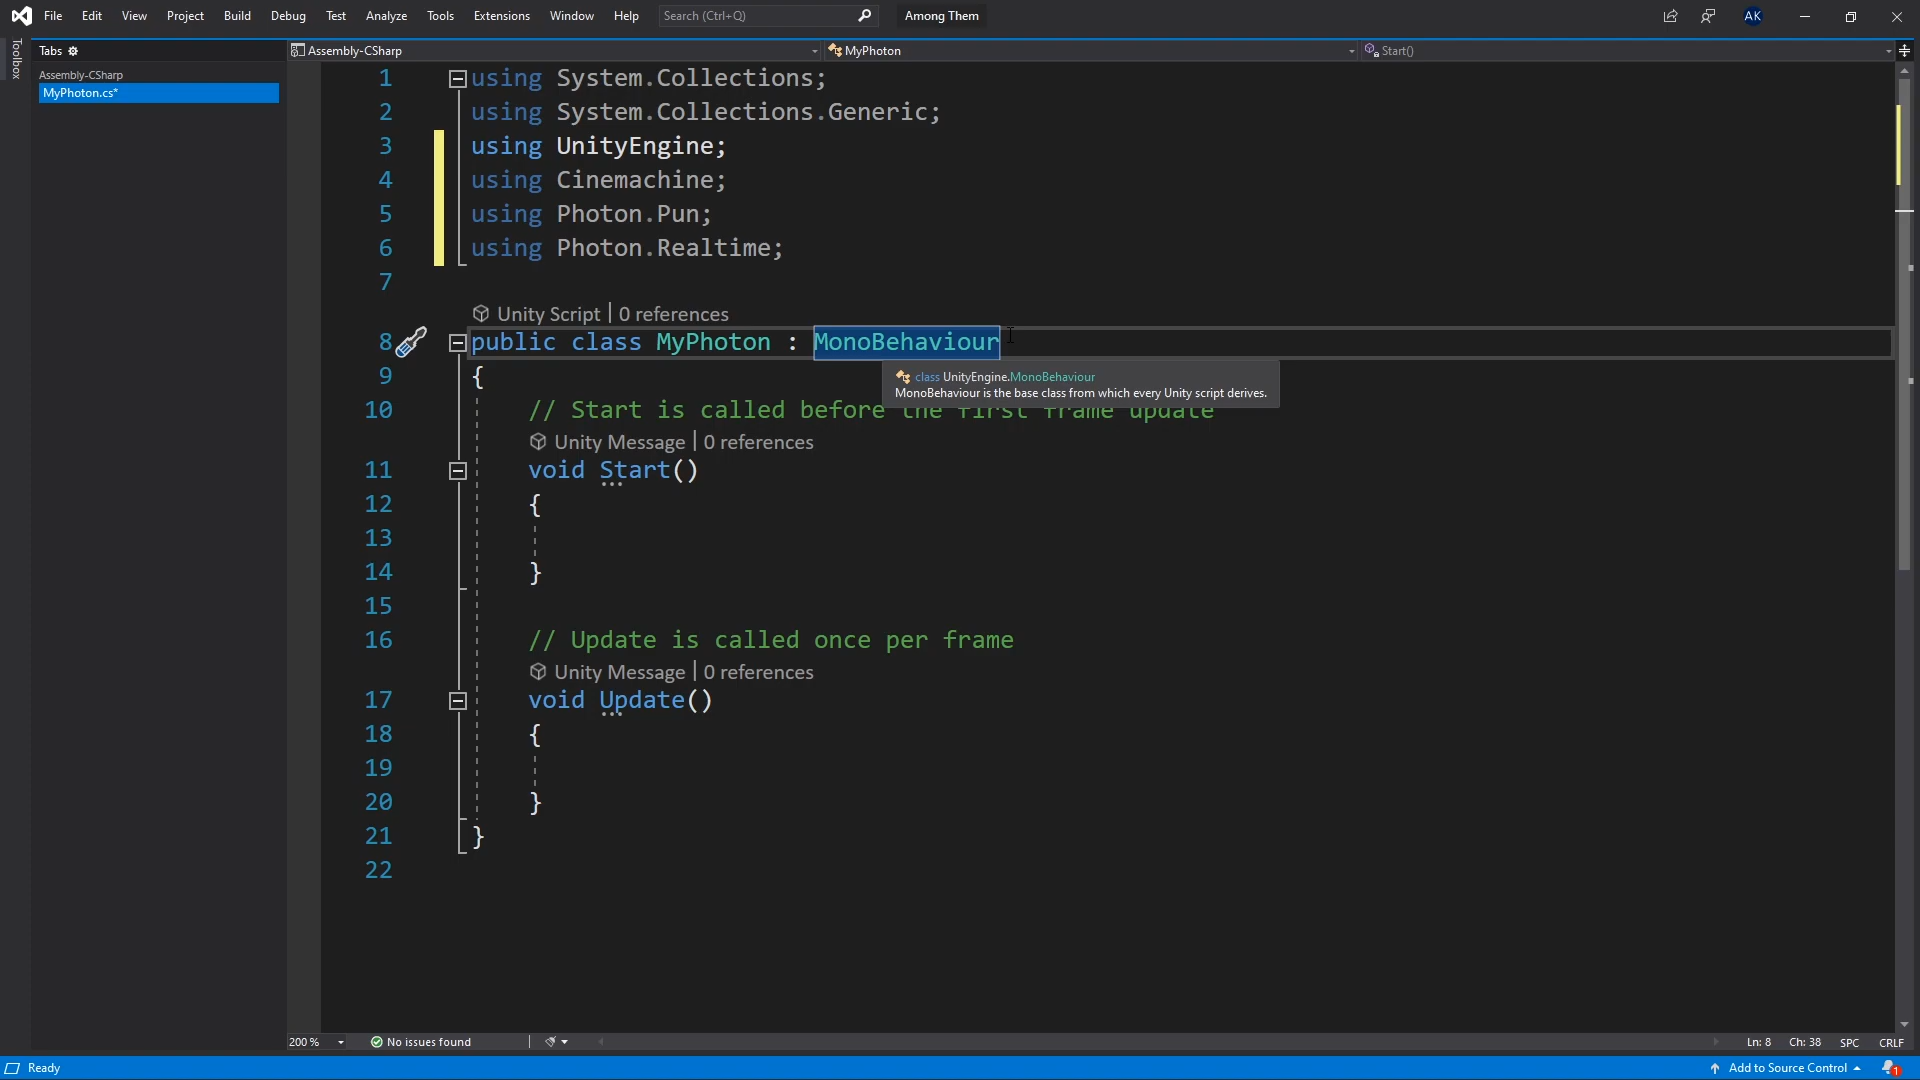 File Edit View Project Build Debug Test Analyze Tools Extensions Window Help Search (Ctrl+Q) Among Them AK
Toolbox
Tabs
Assembly-CSharp MyPhoton Start()
Assembly-CSharp
MyPhoton.cs*
1 using System.Collections;
2 using System.Collections.Generic;
3 using UnityEngine;
4 using Cinemachine;
5 using Photon.Pun;
6 using Photon.Realtime;
7
Unity Script | 0 references
8 public class MyPhoton : MonoBehaviour
9 {
class UnityEngine.MonoBehaviour
MonoBehaviour is the base class from which every Unity script derives.
10 // Start is called before the first frame update
Unity Message | 0 references
11 void Start()
12 {
13
14 }
15
16 // Update is called once per frame
Unity Message | 0 references
17 void Update()
18 {
19
20 }
21 }
22
200 % No issues found Ln: 8 Ch: 38 SPC CRLF
Ready Add to Source Control 1